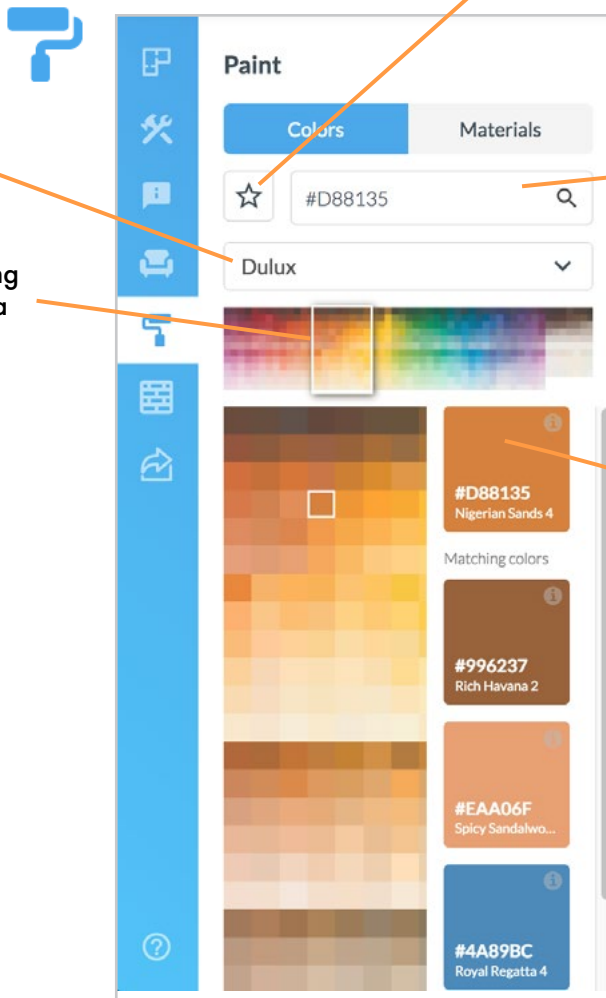 Paint
Colors Materials
#D88135
Dulux
ng
a
#D88135
Nigerian Sands 4
Matching colors
#996237
Rich Havana 2
#EAA06F
Spicy Sandalwo...
#4A89BC
Royal Regatta 4